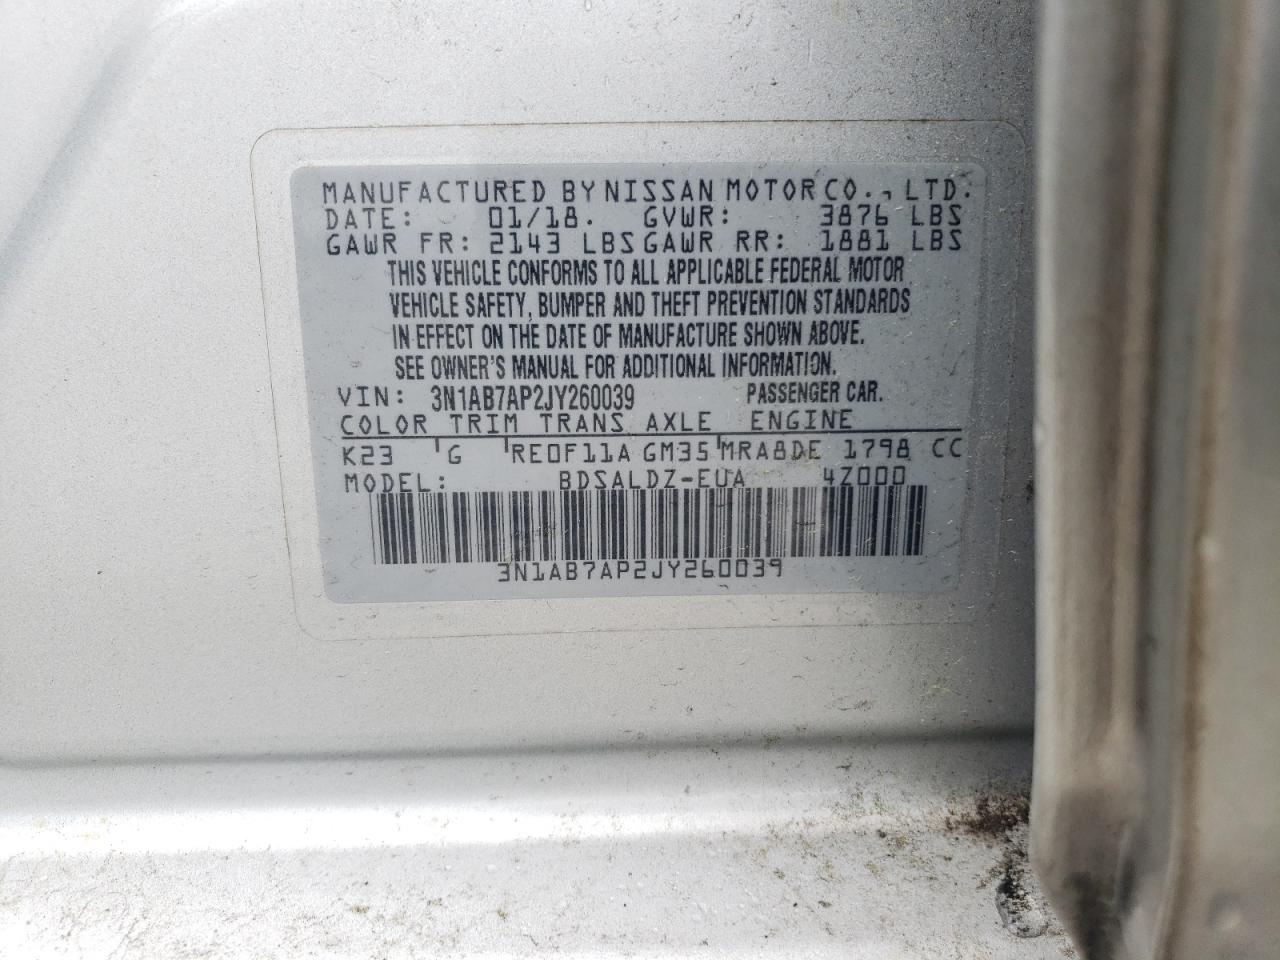 MANUFACTURED BY NISSAN MOTOR CO., LTD.
DATE: 01/18. GVWR: 3876 LBS
GAWR FR: 2143 LBS GAWR RR: 1881 LBS
THIS VEHICLE CONFORMS TO ALL APPLICABLE FEDERAL MOTOR
VEHICLE SAFETY, BUMPER AND THEFT PREVENTION STANDARDS
IN EFFECT ON THE DATE OF MANUFACTURE SHOWN ABOVE.
SEE OWNER'S MANUAL FOR ADDITIONAL INFORMATION.
VIN: 3N1AB7AP2JY260039 PASSENGER CAR.
COLOR TRIM TRANS AXLE ENGINE
K23 G RE0F11A GM35 MRA8DE 1798 CC
MODEL: BDSALDZ-EUA 4Z000
3N1AB7AP2JY260039